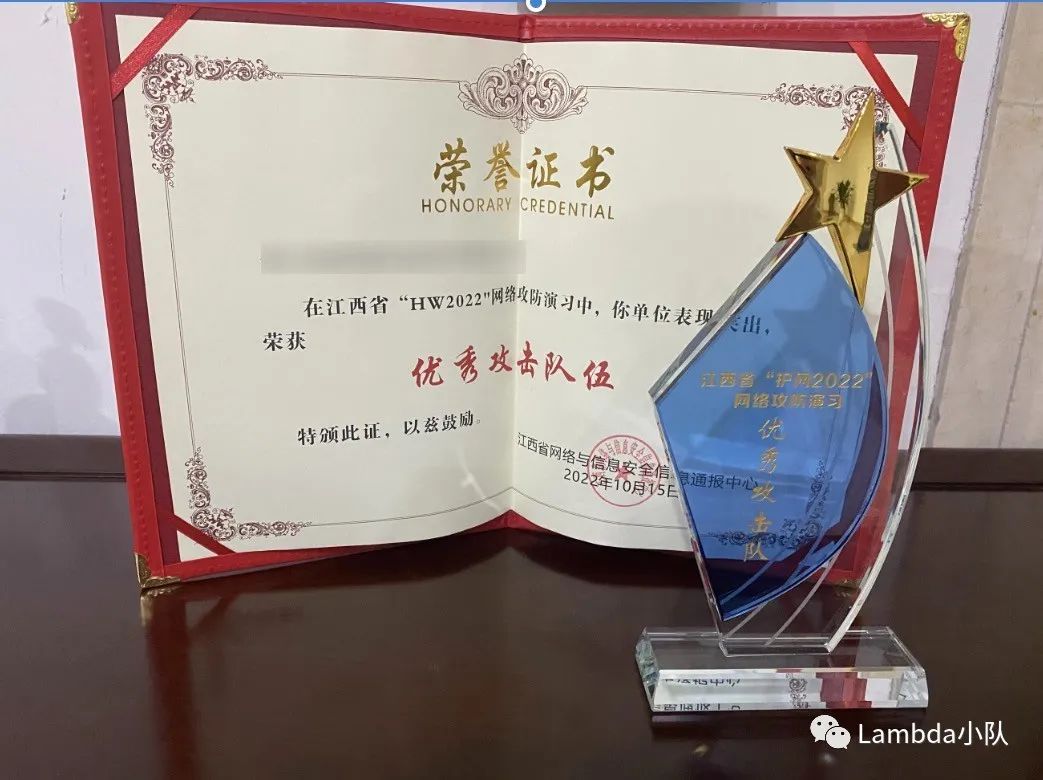 荣誉证书
HONORARY CREDENTIAL
在江西省“HW2022"网络攻防演习中,你单位表现突出,
荣获
优秀攻击队伍
特颁此证,以兹鼓励。
江西省网络与信息安全信息通报中心
2022年10月15日
江西省“护网2022”
网络攻防演习
优秀攻击队
Lambda小队